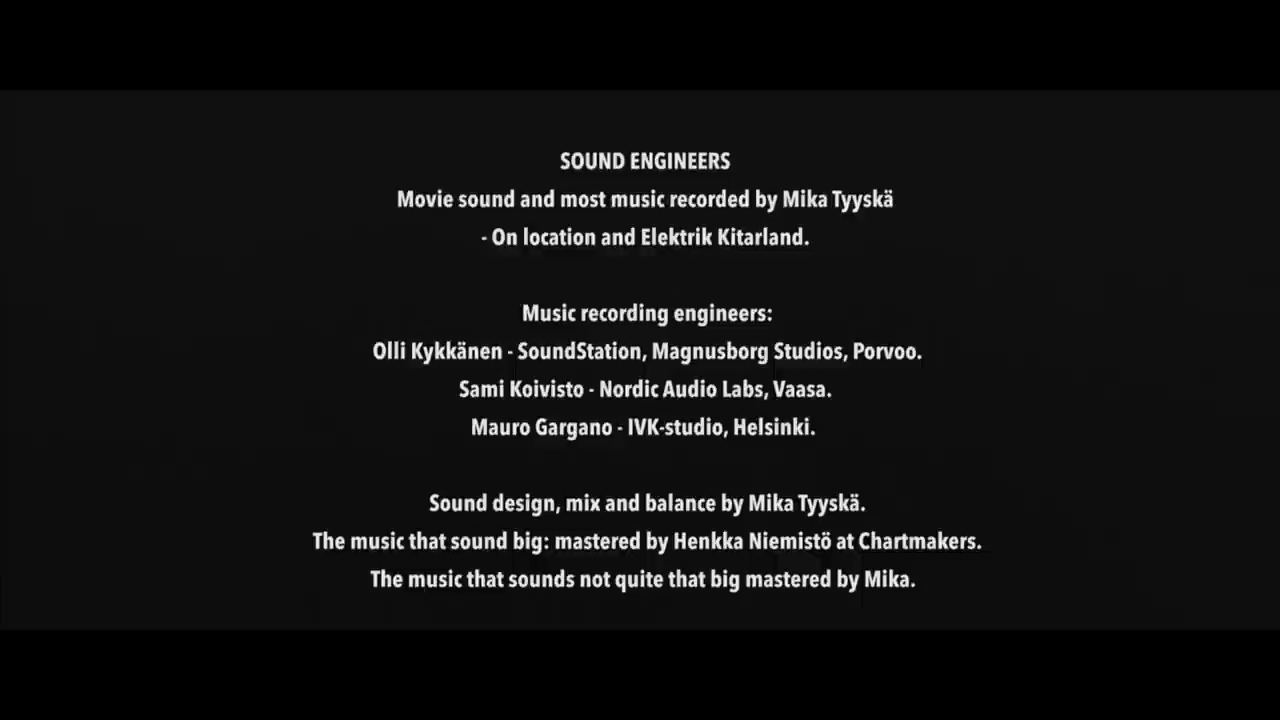 SOUND ENGINEERS
Movie sound and most music recorded by Mika Tyyskä
- On location and Elektrik Kitarland.
Music recording engineers:
Olli Kykkänen - SoundStation, Magnusborg Studios, Porvoo.
Sami Koivisto - Nordic Audio Labs, Vaasa.
Mauro Gargano - IVK-studio, Helsinki.
Sound design, mix and balance by Mika Tyyskä.
The music that sound big: mastered by Henkka Niemistö at Chartmakers.
The music that sounds not quite that big mastered by Mika.